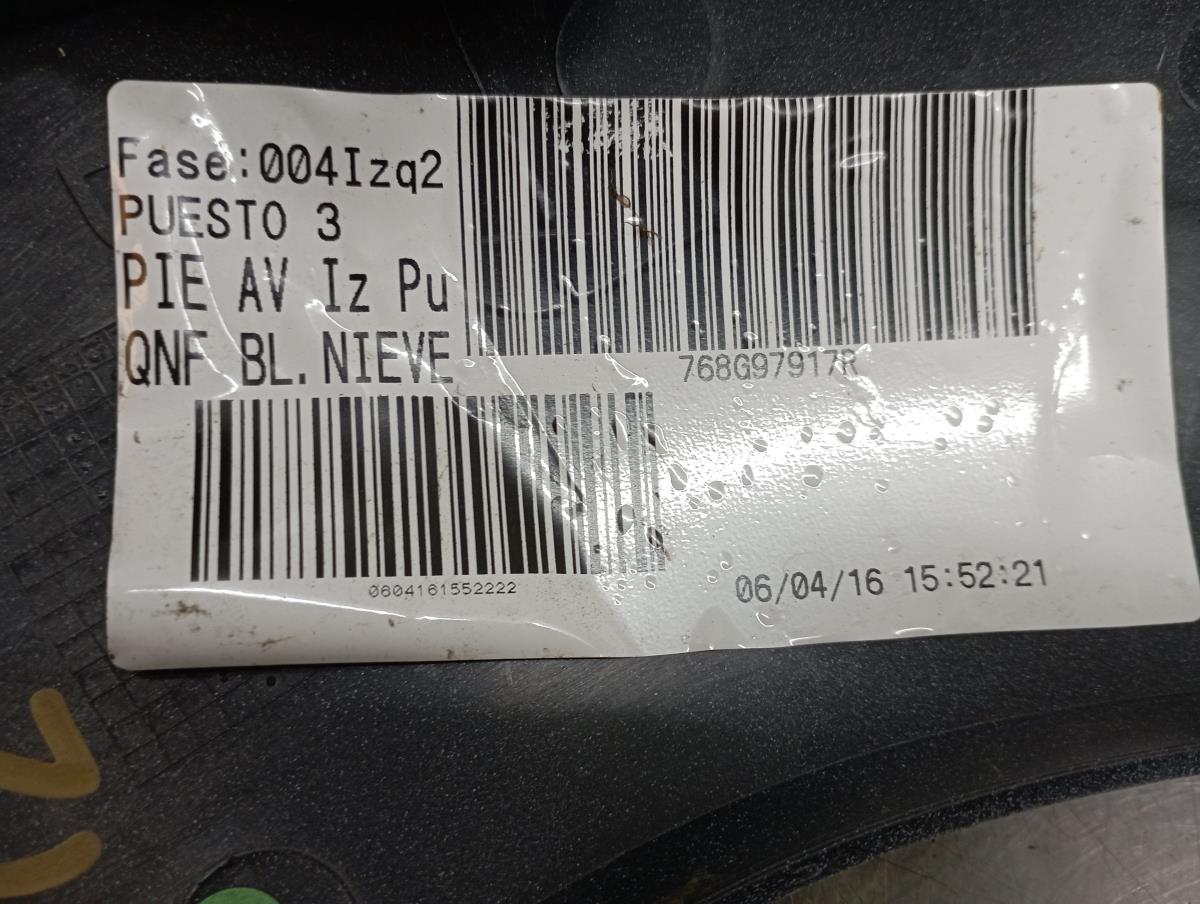 Fase:004Izq2
PUESTO 3
PIE AV Iz Pu
QNF BL.NIEVE
768G97917R
0604161552222
06/04/16 15:52:21